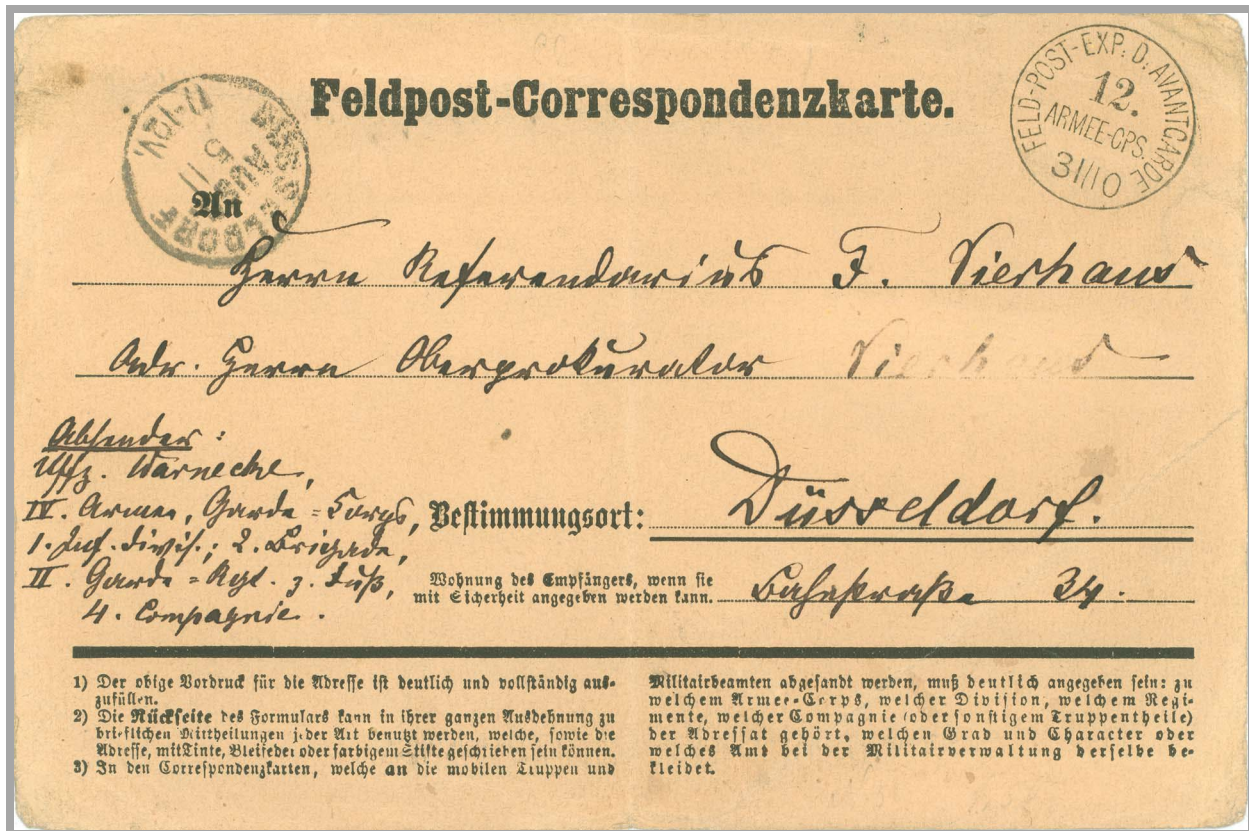 Feldpost-Correspondenzkarte.
FELD-POST-EXP. D. AVANTGARDE
12.
ARMEE-CPS.
31/10
DÜSSELDORF
5 11
An
Herrn Referendarius F. Vierhaus
Adr. Herrn Oberprokurator Vierhaus
Absender:
Uffz. Warnecke,
IV. Armee, Garde-Corps,
1. Inf. Divis.; 2. Brigade,
II. Garde-Rgt. z. Fuß,
4. Compagnie.
Bestimmungsort: Düsseldorf.
Wohnung des Empfängers, wenn sie
mit Sicherheit angegeben werden kann. Bahnstraße 34.
1) Der obige Vordruck für die Adresse ist deutlich und vollständig aus-
zufüllen.
2) Die Rückseite des Formulars kann in ihrer ganzen Ausdehnung zu
brieflichen Mittheilungen jeder Art benutzt werden, welche, sowie die
Adresse, mit Tinte, Bleifeder oder farbigem Stifte geschrieben sein können.
3) In den Correspondenzkarten, welche an die mobilen Truppen und
Militairbeamten abgesandt werden, muß deutlich angegeben sein: zu
welchem Armee-Corps, welcher Division, welchem Regi-
mente, welcher Compagnie (oder sonstigem Truppentheile)
der Adressat gehört, welchen Grad und Character oder
welches Amt bei der Militairverwaltung derselbe be-
kleidet.